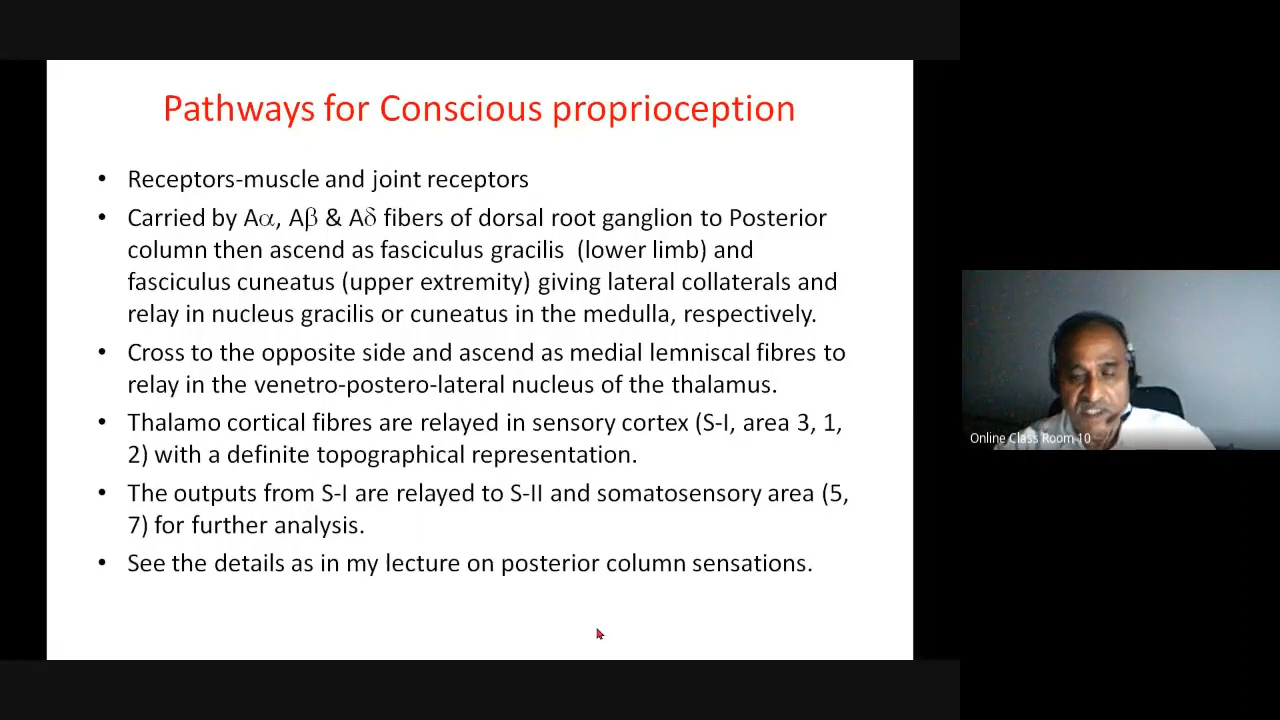 Pathways for Conscious proprioception
• Receptors-muscle and joint receptors
• Carried by Aα, Aβ & Aδ fibers of dorsal root ganglion to Posterior
column then ascend as fasciculus gracilis (lower limb) and
fasciculus cuneatus (upper extremity) giving lateral collaterals and
relay in nucleus gracilis or cuneatus in the medulla, respectively.
• Cross to the opposite side and ascend as medial lemniscal fibres to
relay in the venetro-postero-lateral nucleus of the thalamus.
• Thalamo cortical fibres are relayed in sensory cortex (S-I, area 3, 1,
2) with a definite topographical representation.
• The outputs from S-I are relayed to S-II and somatosensory area (5,
7) for further analysis.
• See the details as in my lecture on posterior column sensations.
Online Class Room 10